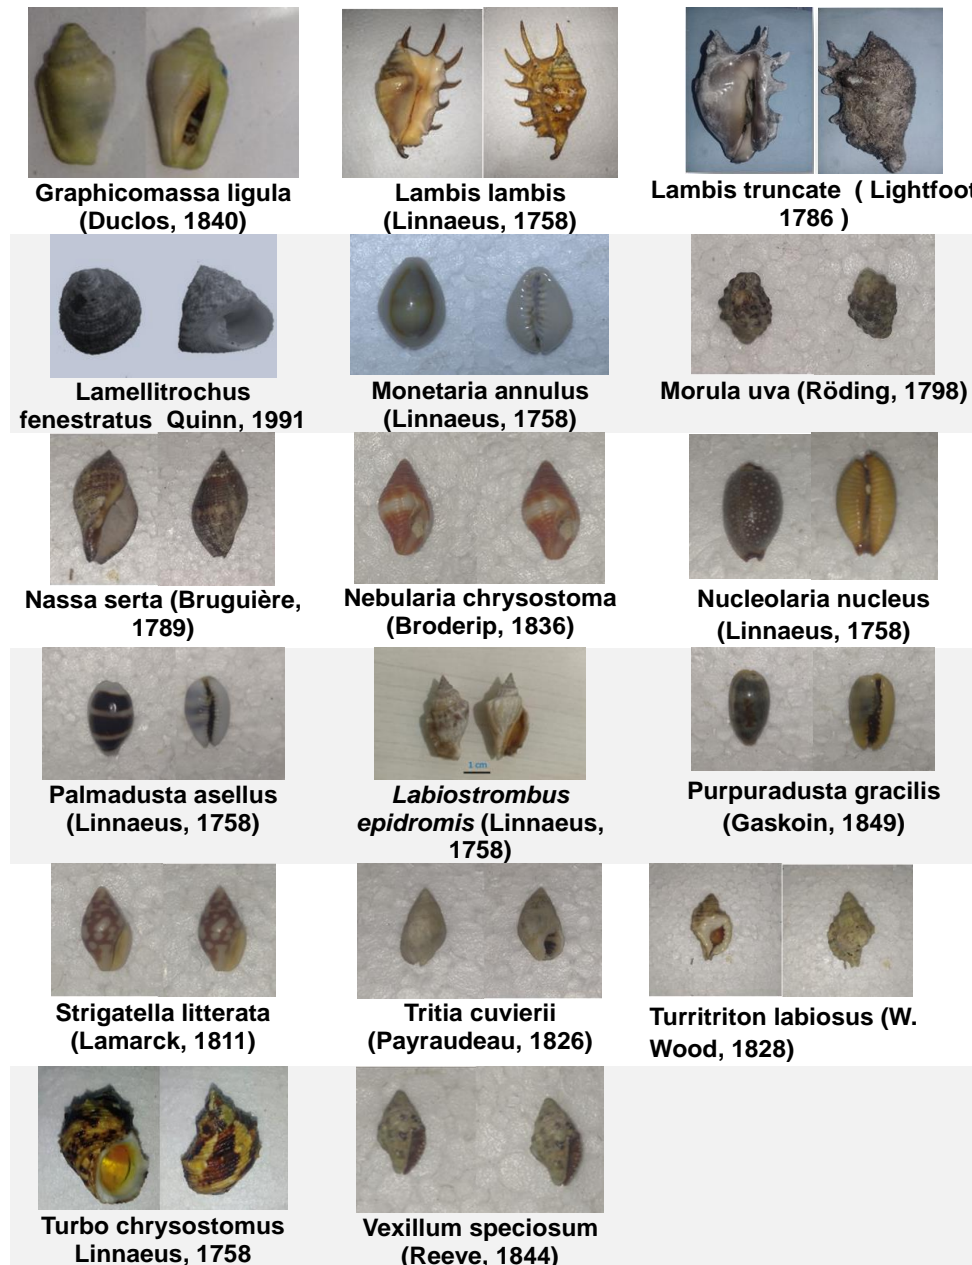 Graphicomassa ligula
(Duclos, 1840)
Lambis lambis
(Linnaeus, 1758)
Lambis truncate ( Lightfoot
1786 )
Lamellitrochus
fenestratus Quinn, 1991
Monetaria annulus
(Linnaeus, 1758)
Morula uva (Röding, 1798)
Nassa serta (Bruguière,
1789)
Nebularia chrysostoma
(Broderip, 1836)
Nucleolaria nucleus
(Linnaeus, 1758)
Palmadusta asellus
(Linnaeus, 1758)
1 cm
Labiostrombus
epidromis (Linnaeus,
1758)
Purpuradusta gracilis
(Gaskoin, 1849)
Strigatella litterata
(Lamarck, 1811)
Tritia cuvierii
(Payraudeau, 1826)
Turritriton labiosus (W.
Wood, 1828)
Turbo chrysostomus
Linnaeus, 1758
Vexillum speciosum
(Reeve, 1844)